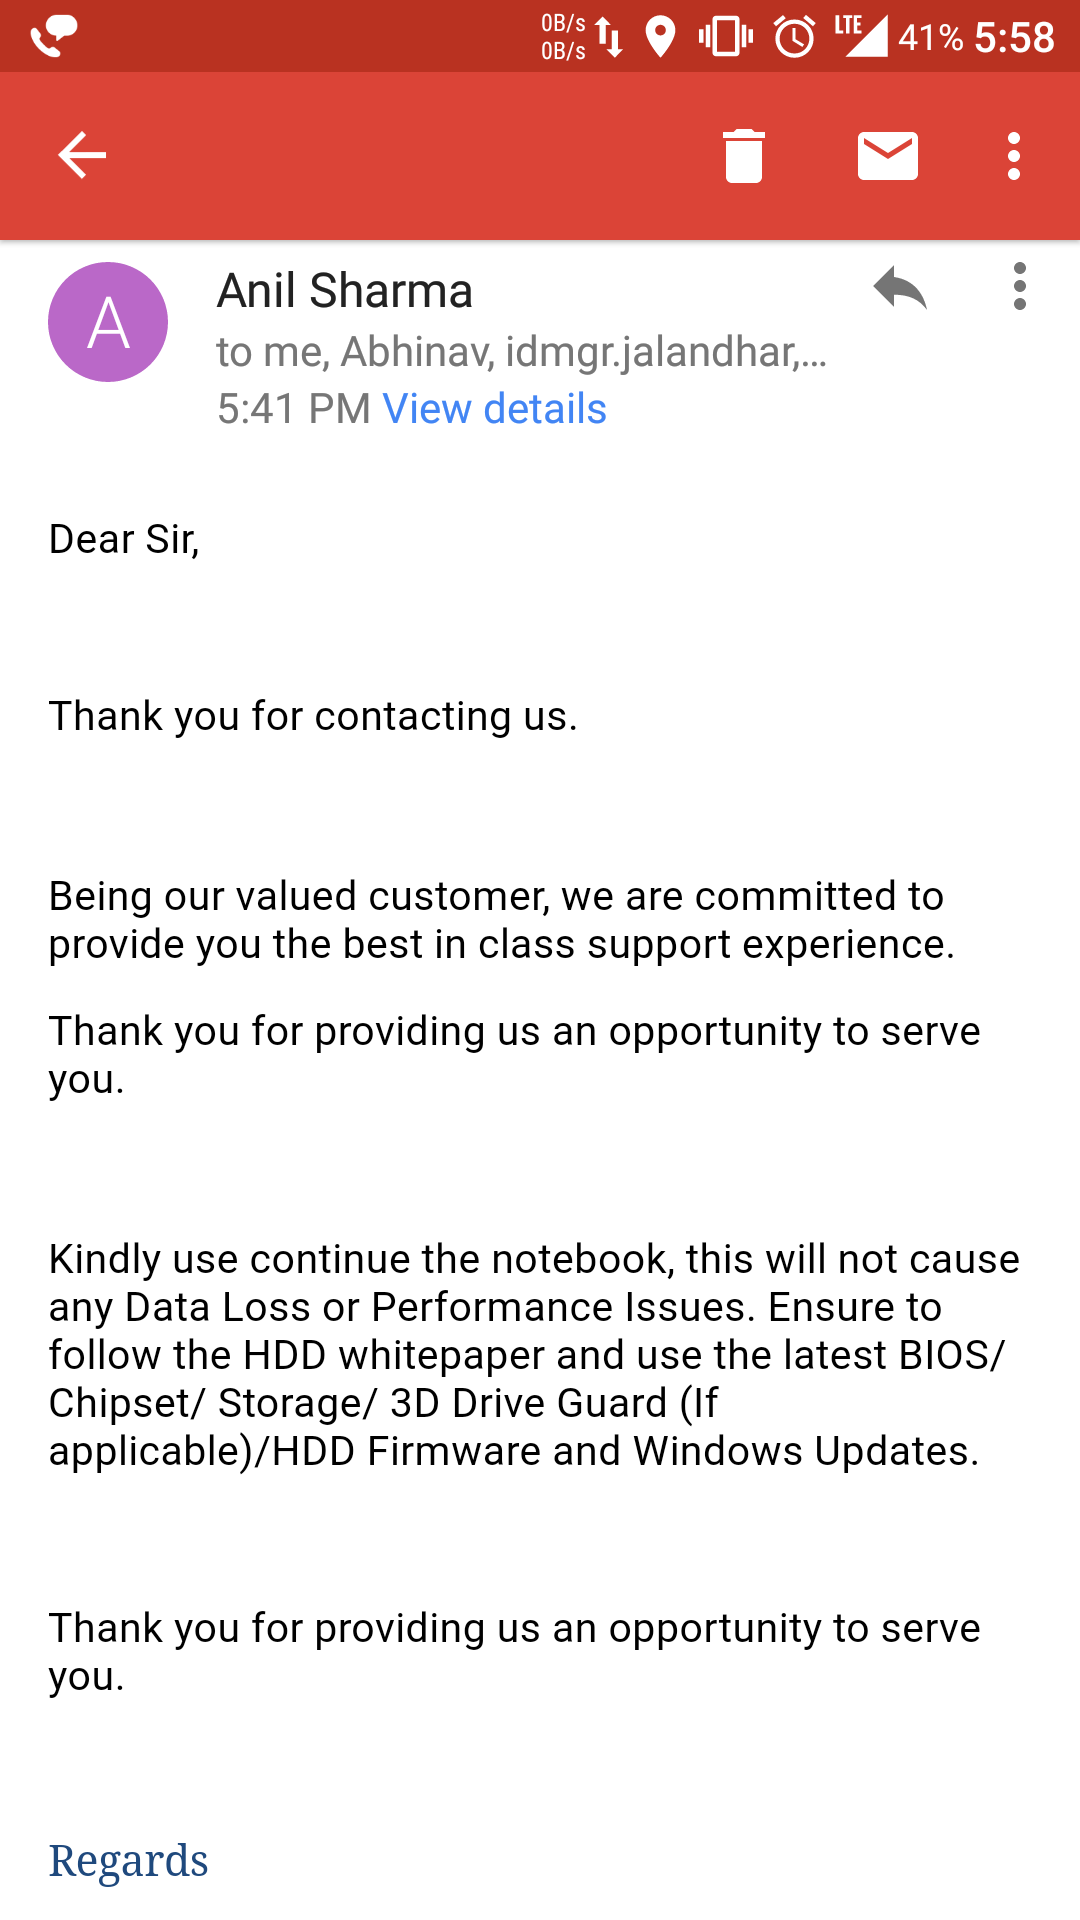 0B/s
0B/s
LTE
41% 5:58
A
Anil Sharma
to me, Abhinav, idmgr.jalandhar,...
5:41 PM View details
Dear Sir,
Thank you for contacting us.
Being our valued customer, we are committed to
provide you the best in class support experience.
Thank you for providing us an opportunity to serve
you.
Kindly use continue the notebook, this will not cause
any Data Loss or Performance Issues. Ensure to
follow the HDD whitepaper and use the latest BIOS/
Chipset/ Storage/ 3D Drive Guard (If
applicable)/HDD Firmware and Windows Updates.
Thank you for providing us an opportunity to serve
you.
Regards